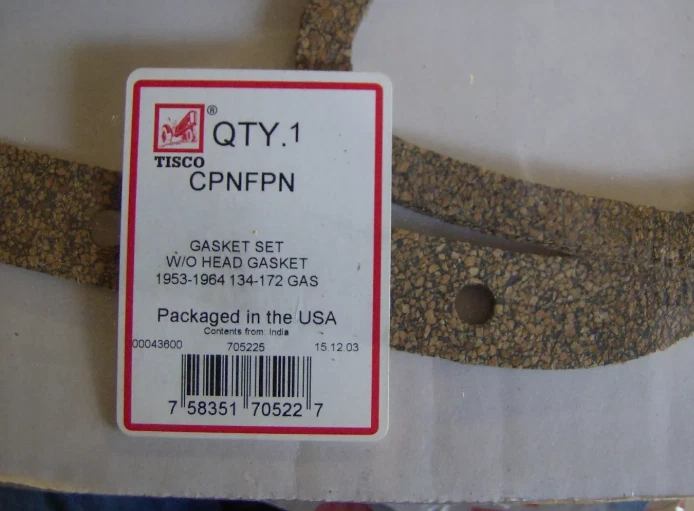 ® QTY.1
TISCO
CPNFPN
GASKET SET
W/O HEAD GASKET
1953-1964 134-172 GAS
Packaged in the USA
Contents from India
00043600 705225 15.12.03
7 58351 70522 7